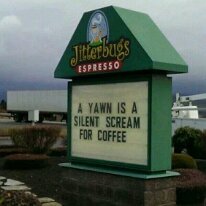 Jitterbugs
ESPRESSO
A YAWN IS A
SILENT SCREAM
FOR COFFEE